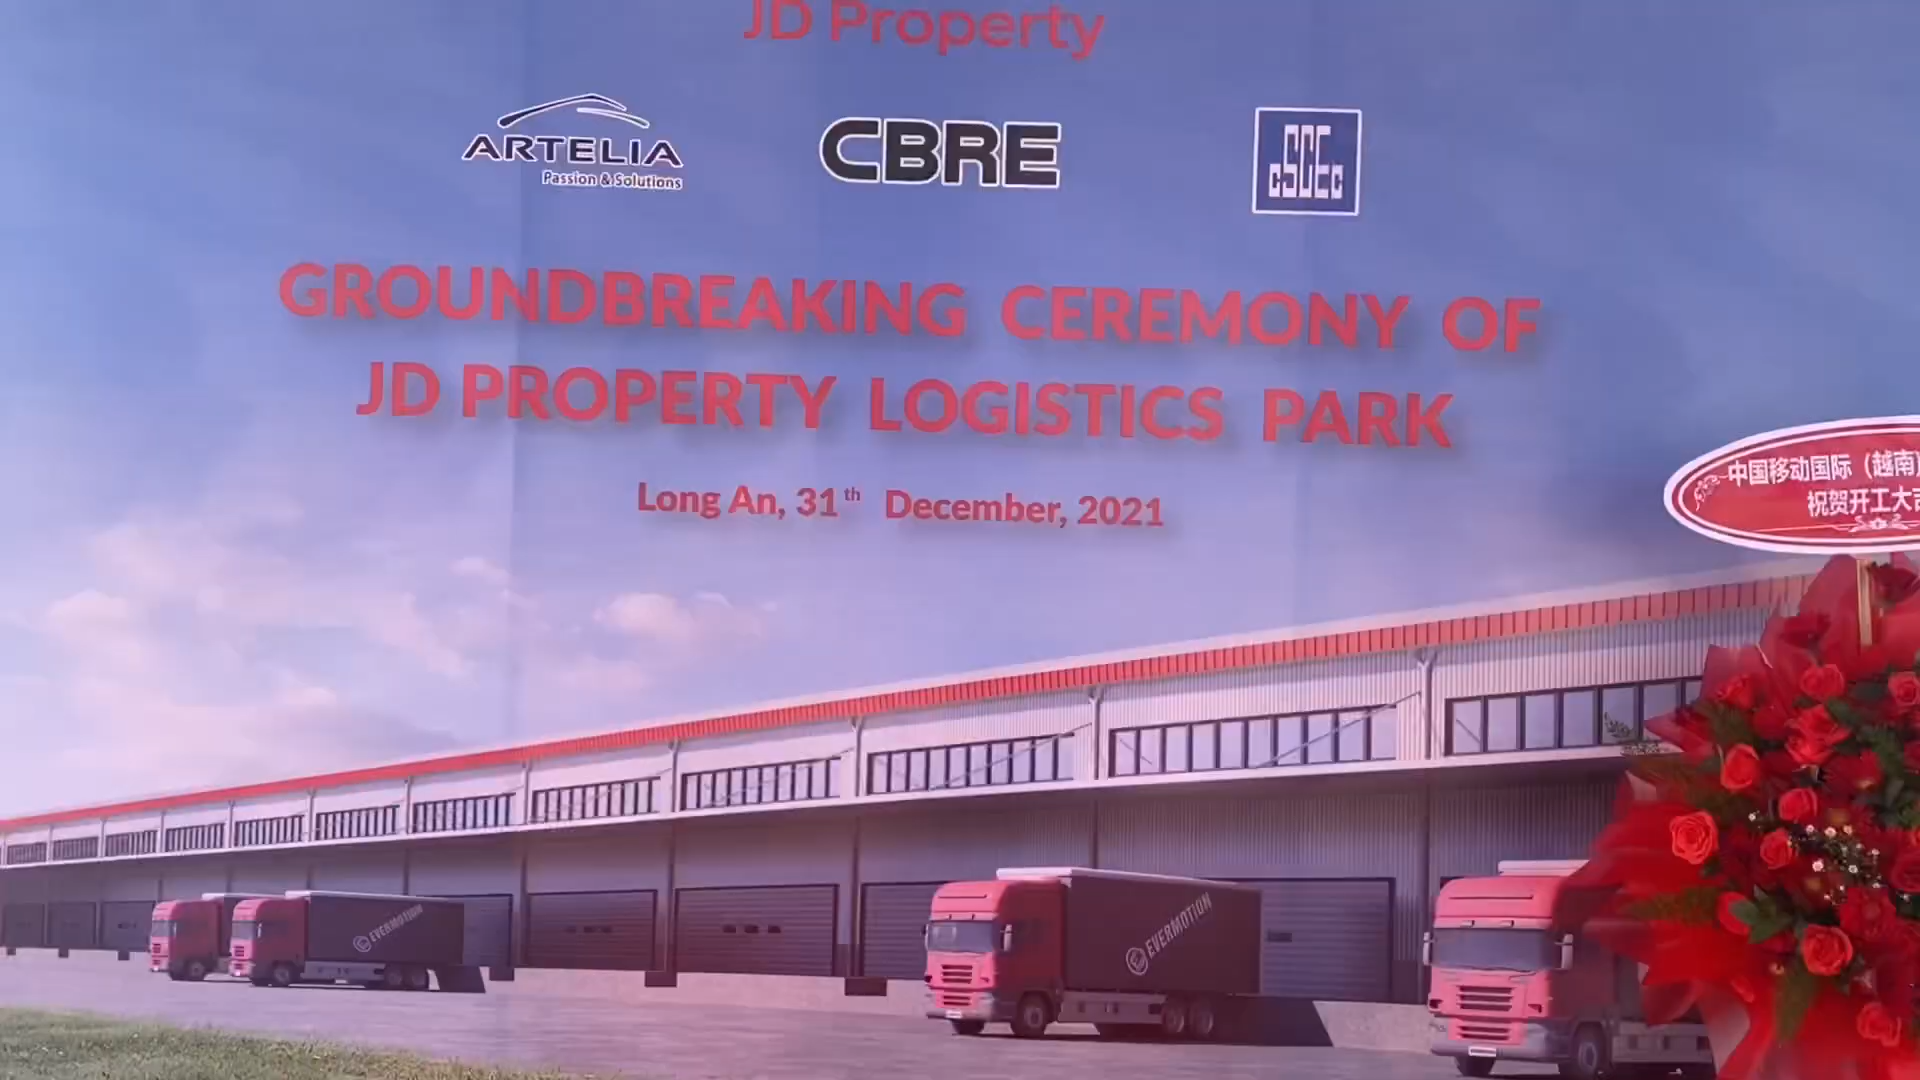 JD Property
ARTELIA
Passion & Solutions
CBRE
CSCEC
GROUNDBREAKING CEREMONY OF
JD PROPERTY LOGISTICS PARK
Long An, 31th December, 2021
中国移动国际（越南
祝贺开工大吉
EVERMOTION
EVERMOTION